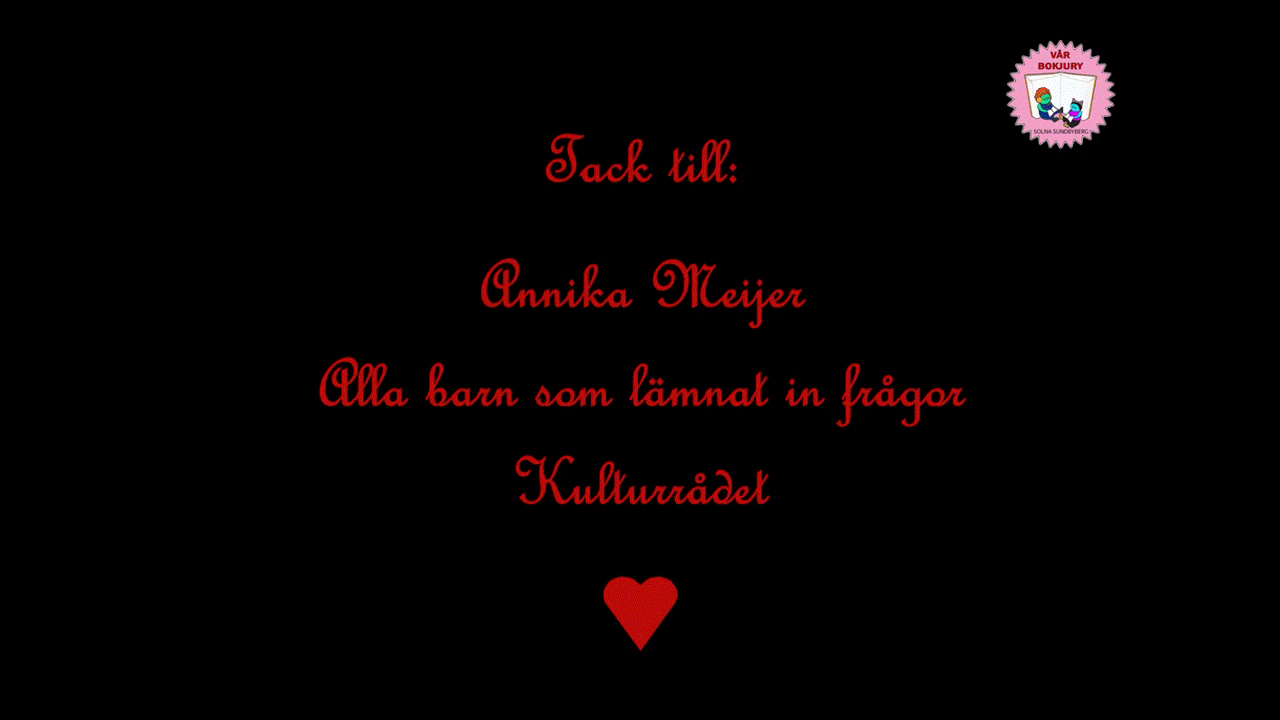 VÅR
BOKJURY
SOLNA SUNDBYBERG
Tack till:
Annika Meijer
Alla barn som lämnat in frågor
Kulturrådet